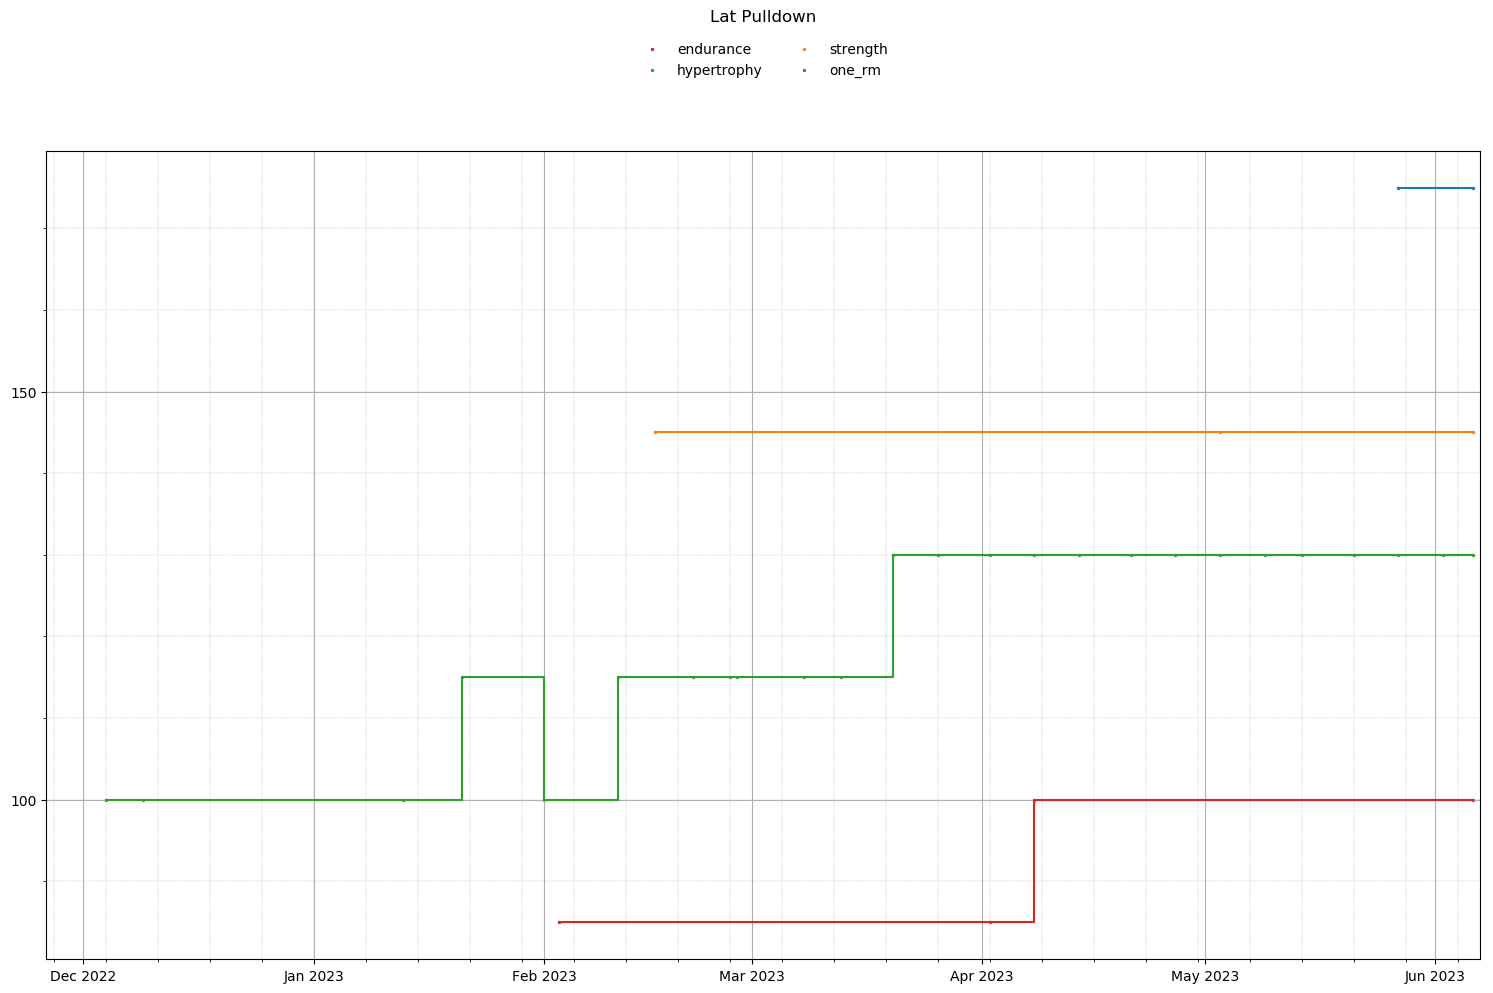 Lat Pulldown
endurance strength
hypertrophy one_rm
150
100
Dec 2022 Jan 2023 Feb 2023 Mar 2023 Apr 2023 May 2023 Jun 2023